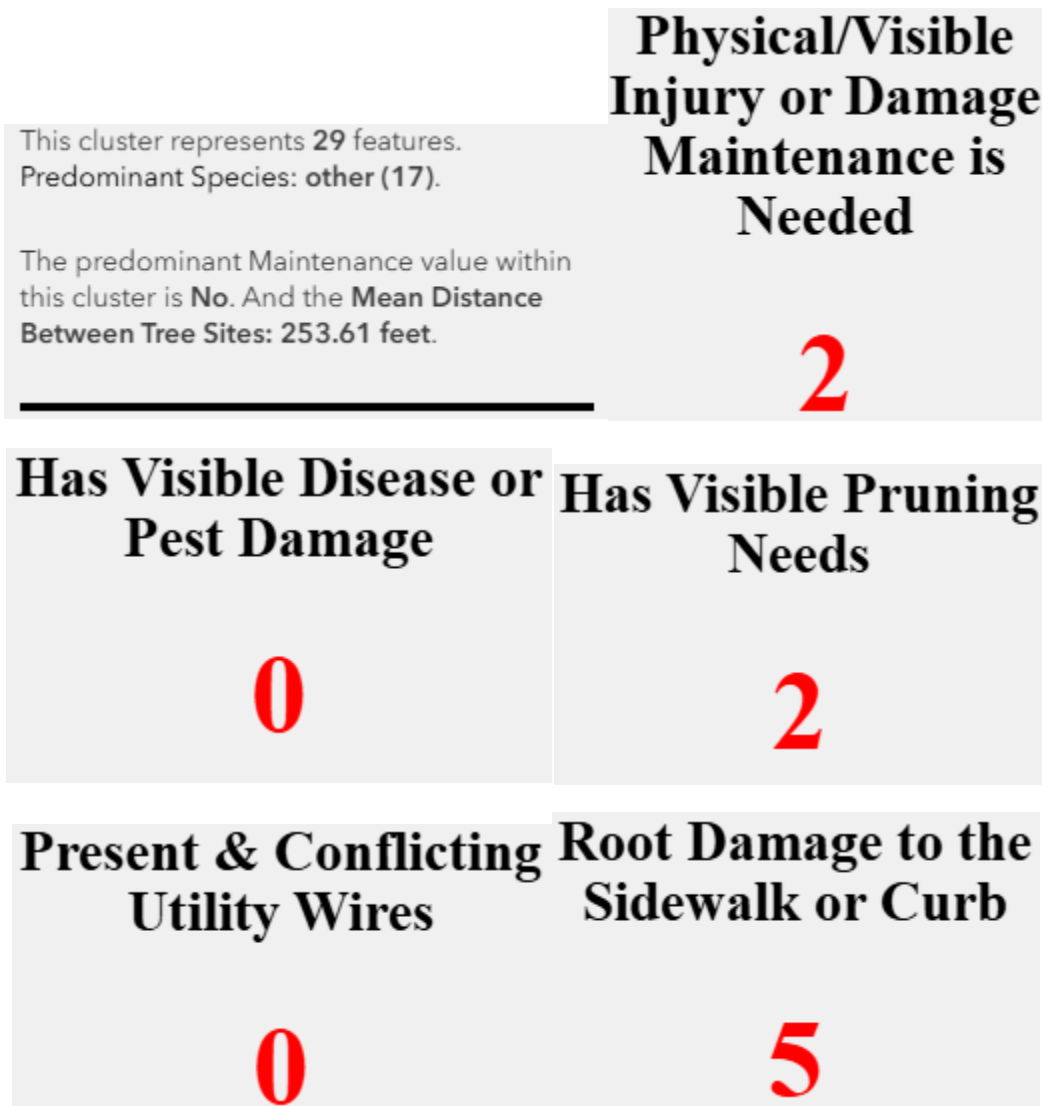 This cluster represents 29 features.
Predominant Species: other (17).
The predominant Maintenance value within
this cluster is No. And the Mean Distance
Between Tree Sites: 253.61 feet.
Physical/Visible
Injury or Damage
Maintenance is
Needed
2
Has Visible Disease or
Pest Damage
0
Has Visible Pruning
Needs
2
Present & Conflicting
Utility Wires
0
Root Damage to the
Sidewalk or Curb
5